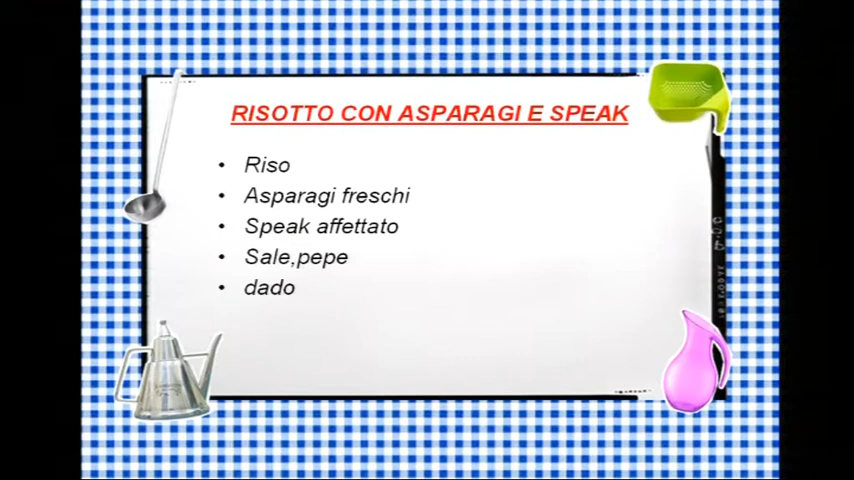 RISOTTO CON ASPARAGI E SPEAK
• Riso
• Asparagi freschi
• Speak affettato
• Sale,pepe
• dado